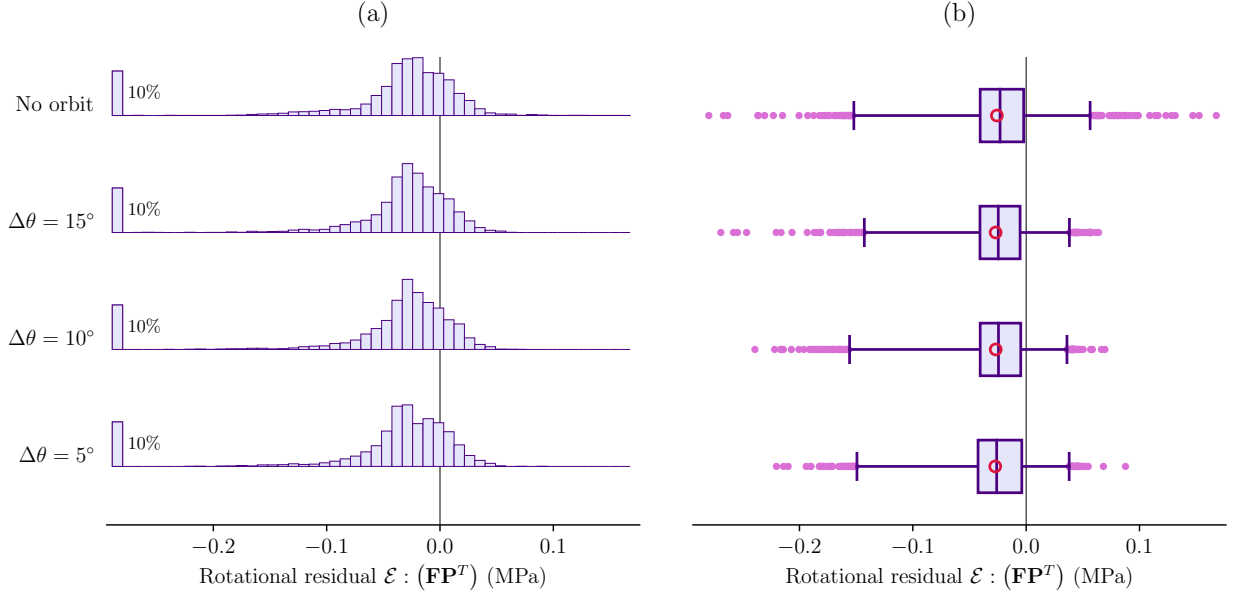 (a)
(b)
No orbit
10%
Δθ = 15°
10%
Δθ = 10°
10%
Δθ = 5°
10%
−0.2 −0.1 0.0 0.1
Rotational residual ℰ : (FP^T) (MPa)
−0.2 −0.1 0.0 0.1
Rotational residual ℰ : (FP^T) (MPa)